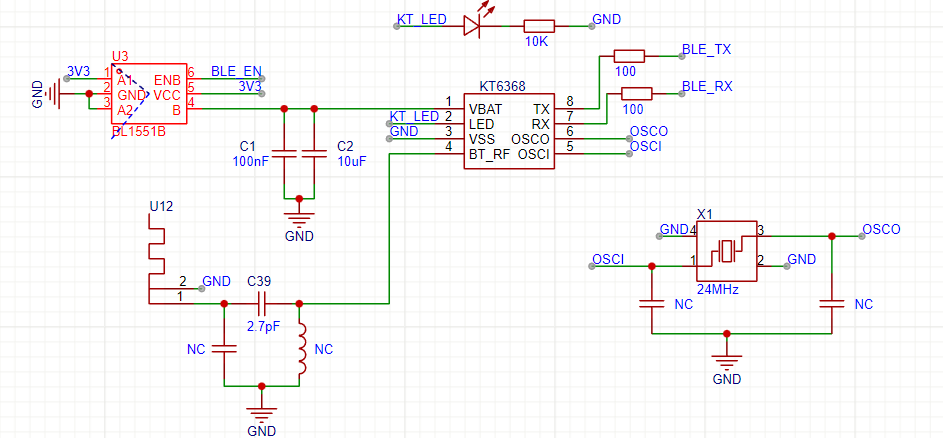 KT_LED
GND
10K
U3
3V3
1
A1
ENB
6
BLE_EN
GND
2
GND
VCC
5
3V3
3
A2
B
4
BL1551B
BLE_TX
100
BLE_RX
100
KT6368
1
VBAT
TX
8
KT_LED
2
LED
RX
7
GND
3
VSS
OSCO
6
OSCO
4
BT_RF
OSCI
5
OSCI
C1
100nF
C2
10uF
GND
U12
2
GND
1
C39
2.7pF
NC
NC
GND
X1
GND
4
3
OSCO
OSCI
1
2
GND
24MHz
NC
NC
GND